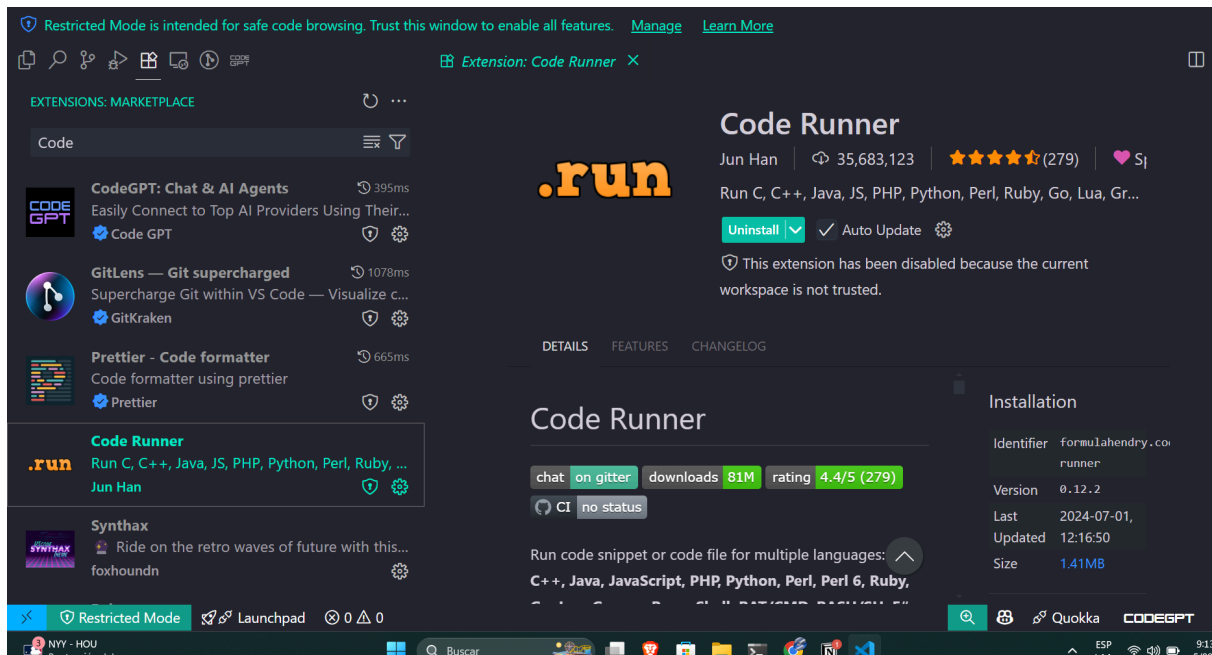 Restricted Mode is intended for safe code browsing. Trust this window to enable all features. Manage Learn More
CODE GPT
Extension: Code Runner
EXTENSIONS: MARKETPLACE
Code
CODE GPT
CodeGPT: Chat & AI Agents 395ms
Easily Connect to Top AI Providers Using Their...
Code GPT
GitLens — Git supercharged 1078ms
Supercharge Git within VS Code — Visualize c...
GitKraken
Prettier - Code formatter 665ms
Code formatter using prettier
Prettier
.run
Code Runner
Run C, C++, Java, JS, PHP, Python, Perl, Ruby, ...
Jun Han
SYNTHAX
Synthax
Ride on the retro waves of future with this...
foxhoundn
.run
Code Runner
Jun Han 35,683,123 (279)
Run C, C++, Java, JS, PHP, Python, Perl, Ruby, Go, Lua, Gr...
Uninstall Auto Update
This extension has been disabled because the current
workspace is not trusted.
DETAILS FEATURES CHANGELOG
Code Runner
chat on gitter downloads 81M rating 4.4/5 (279)
CI no status
Run code snippet or code file for multiple languages:
C++, Java, JavaScript, PHP, Python, Perl, Perl 6, Ruby,
Installation
Identifier formulahendry.co
runner
Version 0.12.2
Last 2024-07-01,
Updated 12:16:50
Size 1.41MB
Restricted Mode Launchpad 0 0 Quokka CODEGPT
3 NYY - HOU
Buscar
ESP
9:13